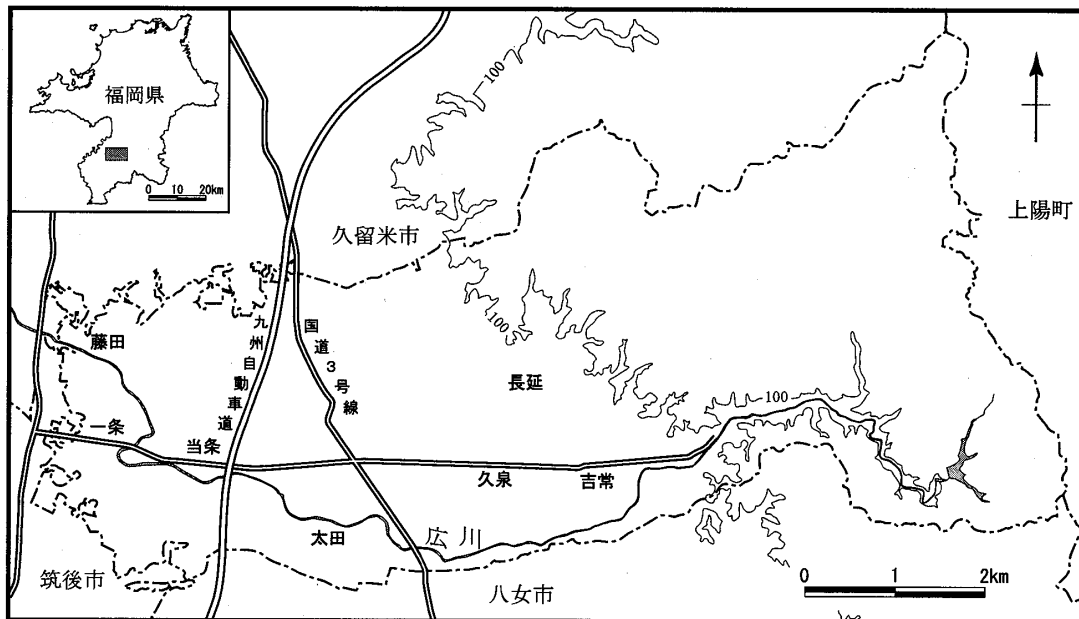 福岡県
0 10 20km
100
久留米市
上陽町
藤田
九州自動車道
国道3号線
100
長延
100
一条
当条
久泉
吉常
太田
広川
筑後市
八女市
0 1 2km